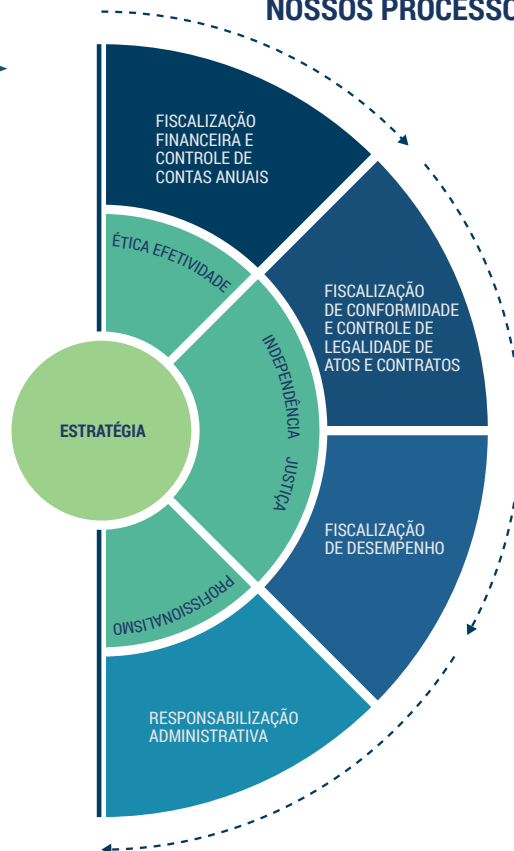 NOSSOS PROCESSO
FISCALIZAÇÃO
FINANCEIRA E
CONTROLE DE
CONTAS ANUAIS
ÉTICA EFETIVIDADE
FISCALIZAÇÃO
DE CONFORMIDADE
E CONTROLE DE
LEGALIDADE DE
ATOS E CONTRATOS
INDEPENDÊNCIA JUSTIÇA
ESTRATÉGIA
FISCALIZAÇÃO
DE DESEMPENHO
PROFISSIONALISMO
RESPONSABILIZAÇÃO
ADMINISTRATIVA